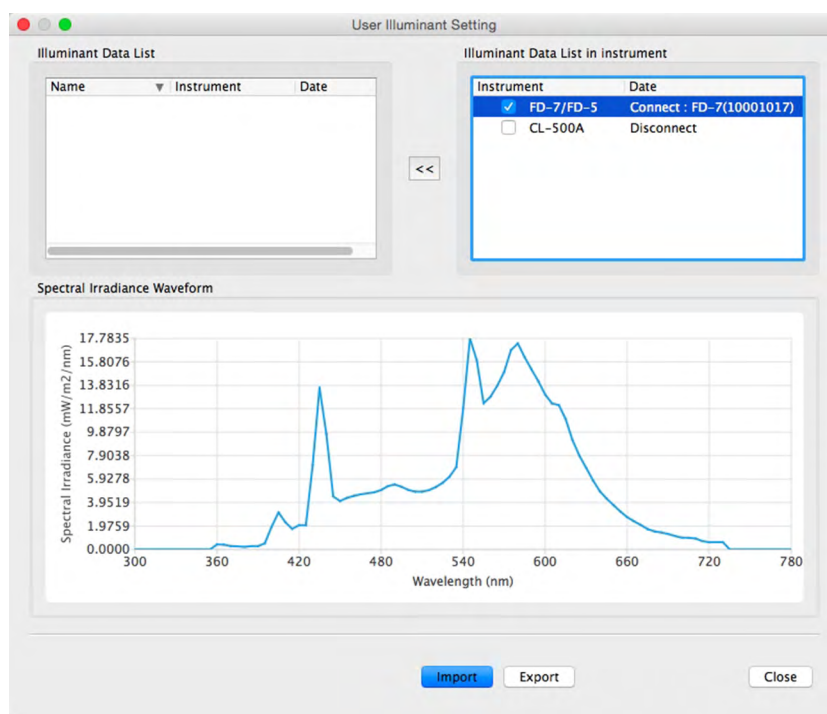 User Illuminant Setting
Illuminant Data List
Name ▼ Instrument Date
<<
Illuminant Data List in instrument
Instrument Date
FD-7/FD-5 Connect : FD-7(10001017)
CL-500A Disconnect
Spectral Irradiance Waveform
Spectral Irradiance (mW/m2/nm)
17.7835
15.8076
13.8316
11.8557
9.8797
7.9038
5.9278
3.9519
1.9759
0.0000
300 360 420 480 540 600 660 720 780
Wavelength (nm)
Import Export Close